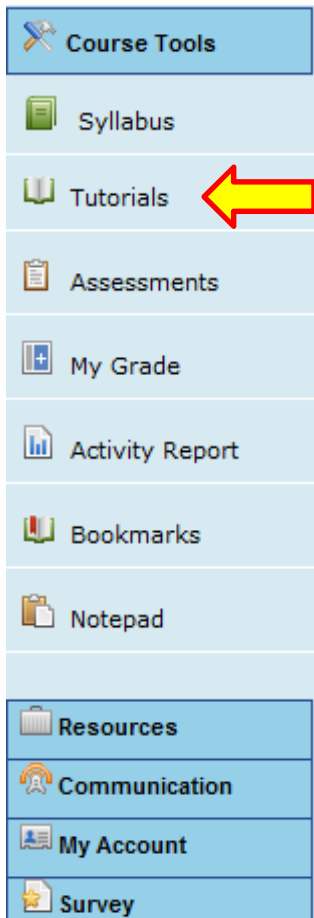 Course Tools
Syllabus
Tutorials
Assessments
My Grade
Activity Report
Bookmarks
Notepad
Resources
Communication
My Account
Survey